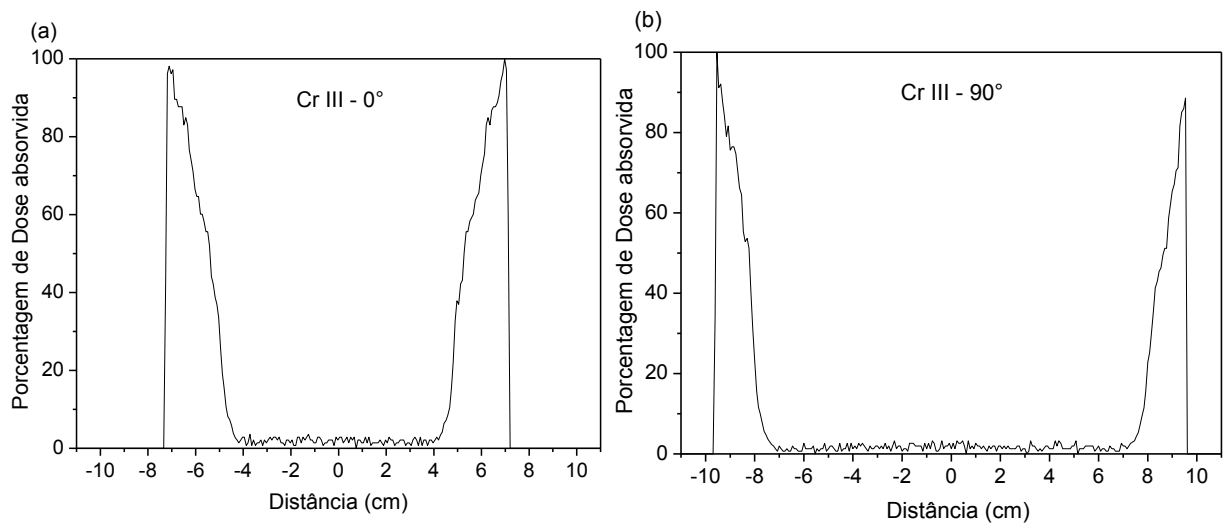 (a)
Cr III - 0°
Porcentagem de Dose absorvida
100
80
60
40
20
0
-10 -8 -6 -4 -2 0 2 4 6 8 10
Distância (cm)
(b)
Cr III - 90°
Porcentagem de Dose absorvida
100
80
60
40
20
0
-10 -8 -6 -4 -2 0 2 4 6 8 10
Distância (cm)